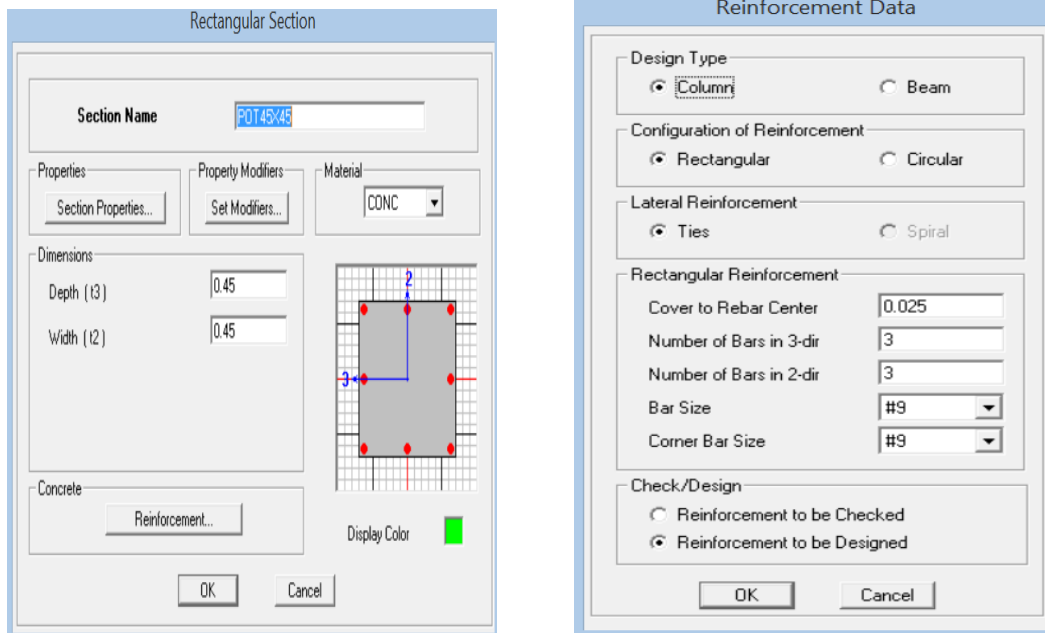 Rectangular Section
Section Name POT45X45
Properties Property Modifiers Material
Section Properties... Set Modifiers... CONC
Dimensions
Depth ( t3 ) 0.45
Width ( t2 ) 0.45
2
3
Concrete
Reinforcement...
Display Color
OK Cancel
Reinforcement Data
Design Type
Column Beam
Configuration of Reinforcement
Rectangular Circular
Lateral Reinforcement
Ties Spiral
Rectangular Reinforcement
Cover to Rebar Center 0.025
Number of Bars in 3-dir 3
Number of Bars in 2-dir 3
Bar Size #9
Corner Bar Size #9
Check/Design
Reinforcement to be Checked
Reinforcement to be Designed
OK Cancel